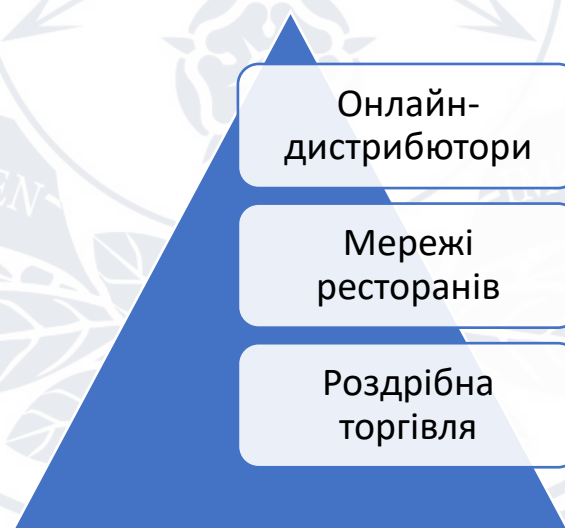 Онлайн-
дистрибютори
Мережі
ресторанів
Роздрібна
торгівля